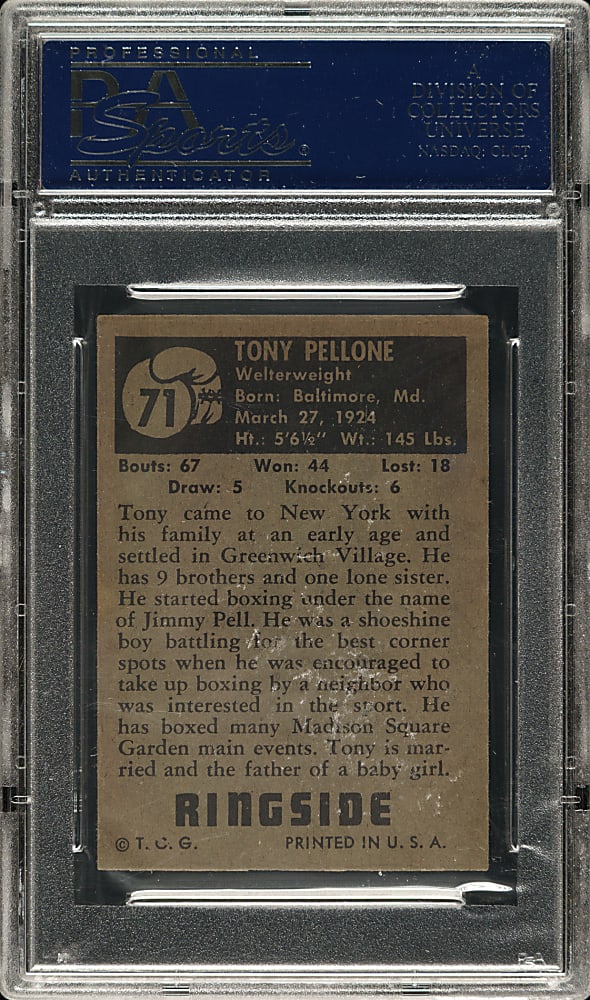 PROFESSIONAL
PSA
Sports
AUTHENTICATOR
A
DIVISION OF
COLLECTORS
UNIVERSE
NASDAQ: CLCT
71
TONY PELLONE
Welterweight
Born: Baltimore, Md.
March 27, 1924
Ht.: 5'6½" Wt.: 145 Lbs.
Bouts: 67 Won: 44 Lost: 18
Draw: 5 Knockouts: 6
Tony came to New York with
his family at an early age and
settled in Greenwich Village. He
has 9 brothers and one lone sister.
He started boxing under the name
of Jimmy Pell. He was a shoeshine
boy battling for the best corner
spots when he was encouraged to
take up boxing by a neighbor who
was interested in the sport. He
has boxed many Madison Square
Garden main events. Tony is mar-
ried and the father of a baby girl.
RINGSIDE
© T. C. G. PRINTED IN U. S. A.
PSA